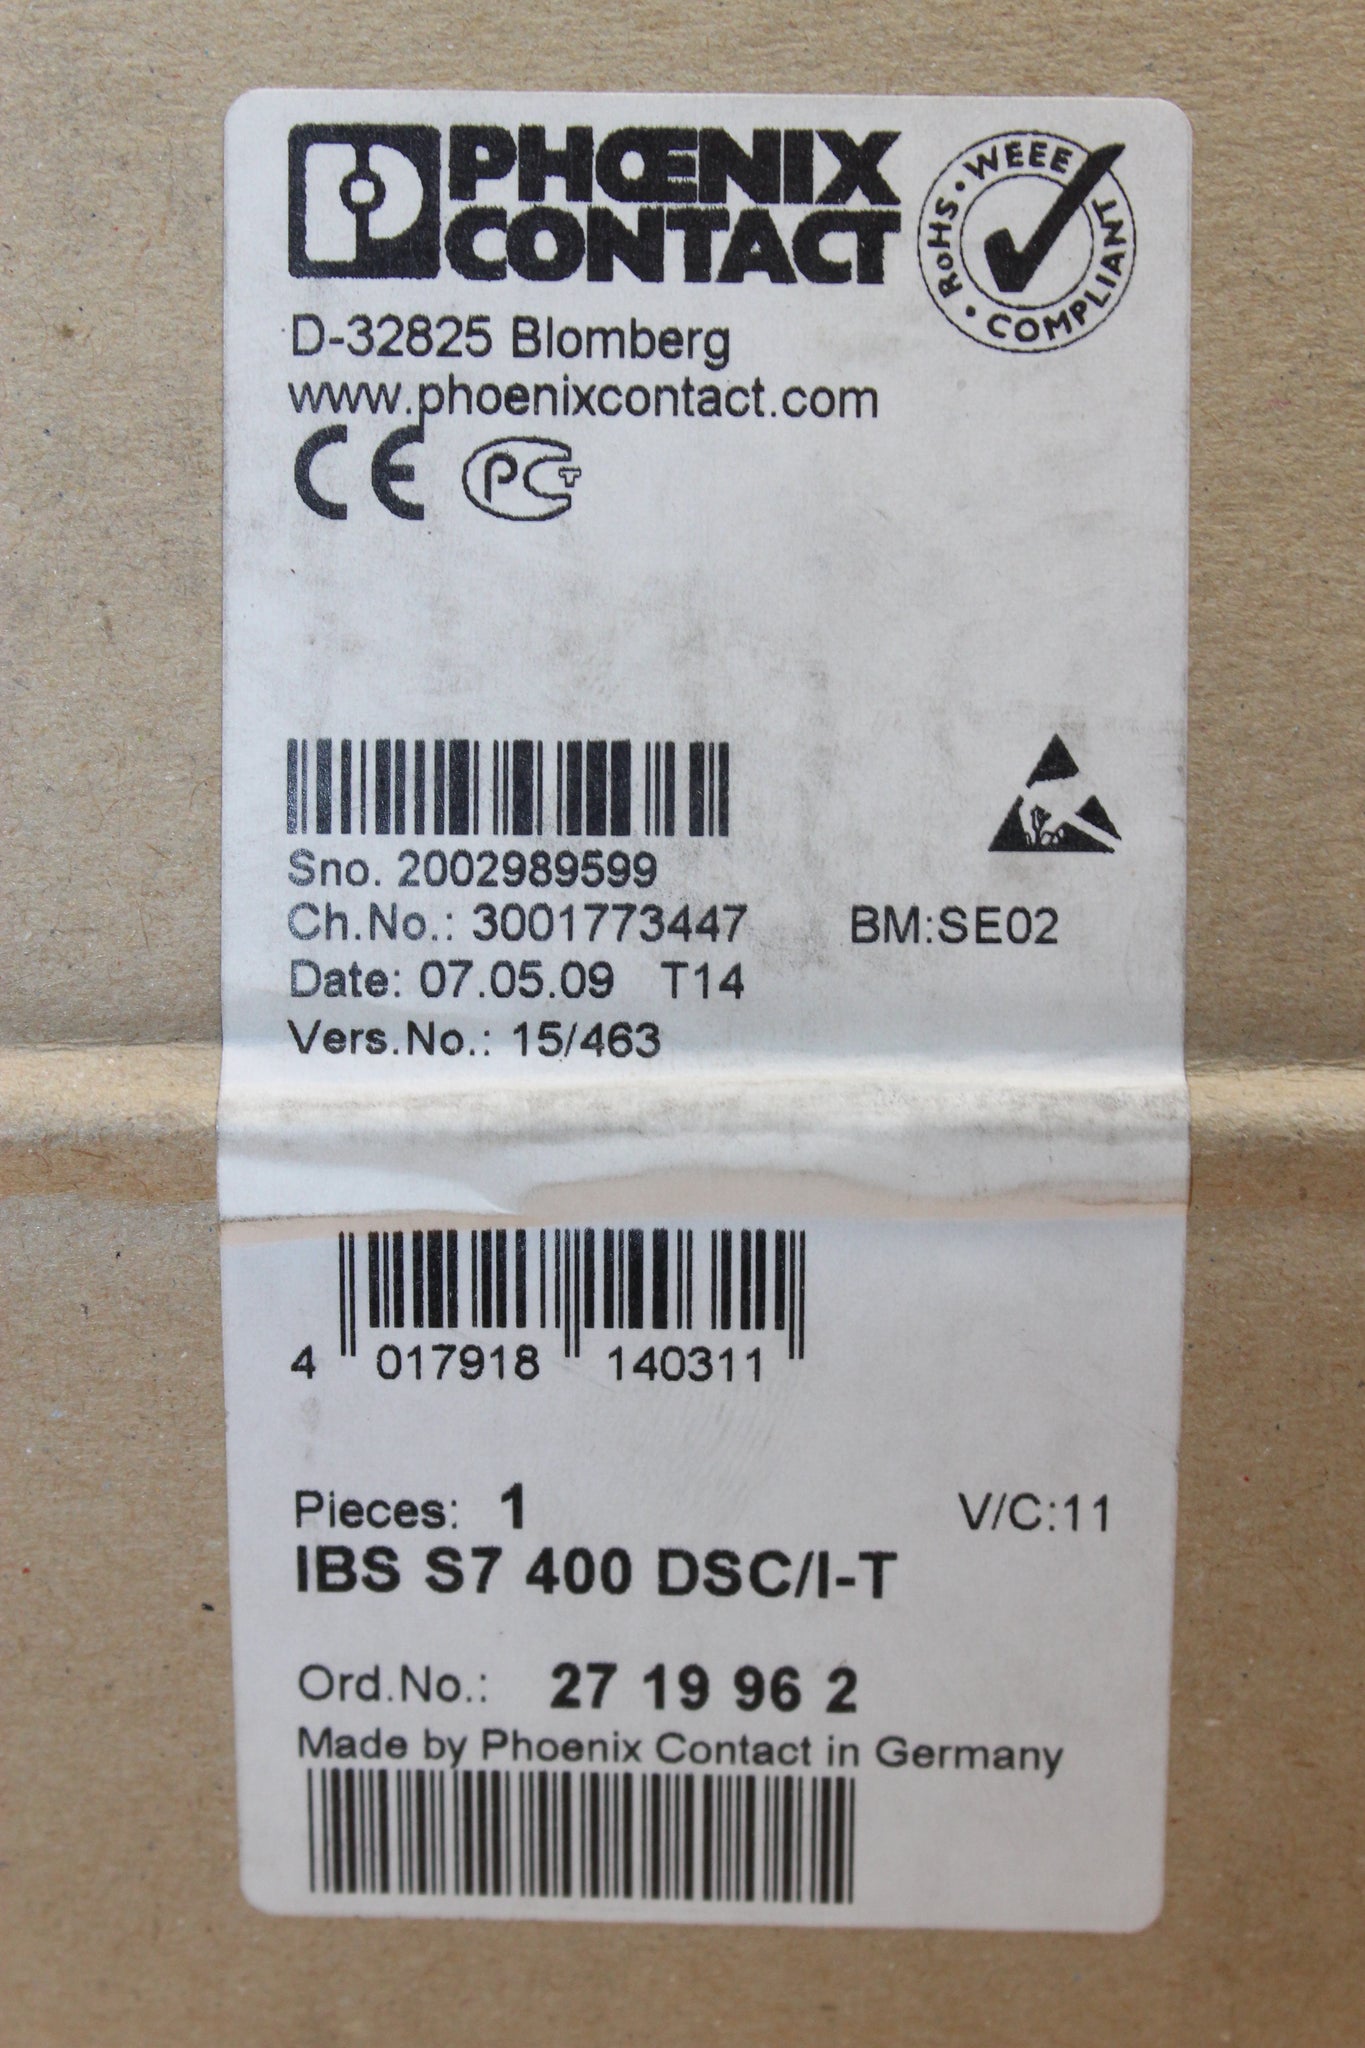 PHŒNIX
CONTACT
WEEE • RoHS • COMPLIANT
D-32825 Blomberg
www.phoenixcontact.com
CE PCT
Sno. 2002989599
Ch.No.: 3001773447 BM:SE02
Date: 07.05.09 T14
Vers.No.: 15/463
4 017918 140311
Pieces: 1 V/C:11
IBS S7 400 DSC/I-T
Ord.No.: 27 19 96 2
Made by Phoenix Contact in Germany